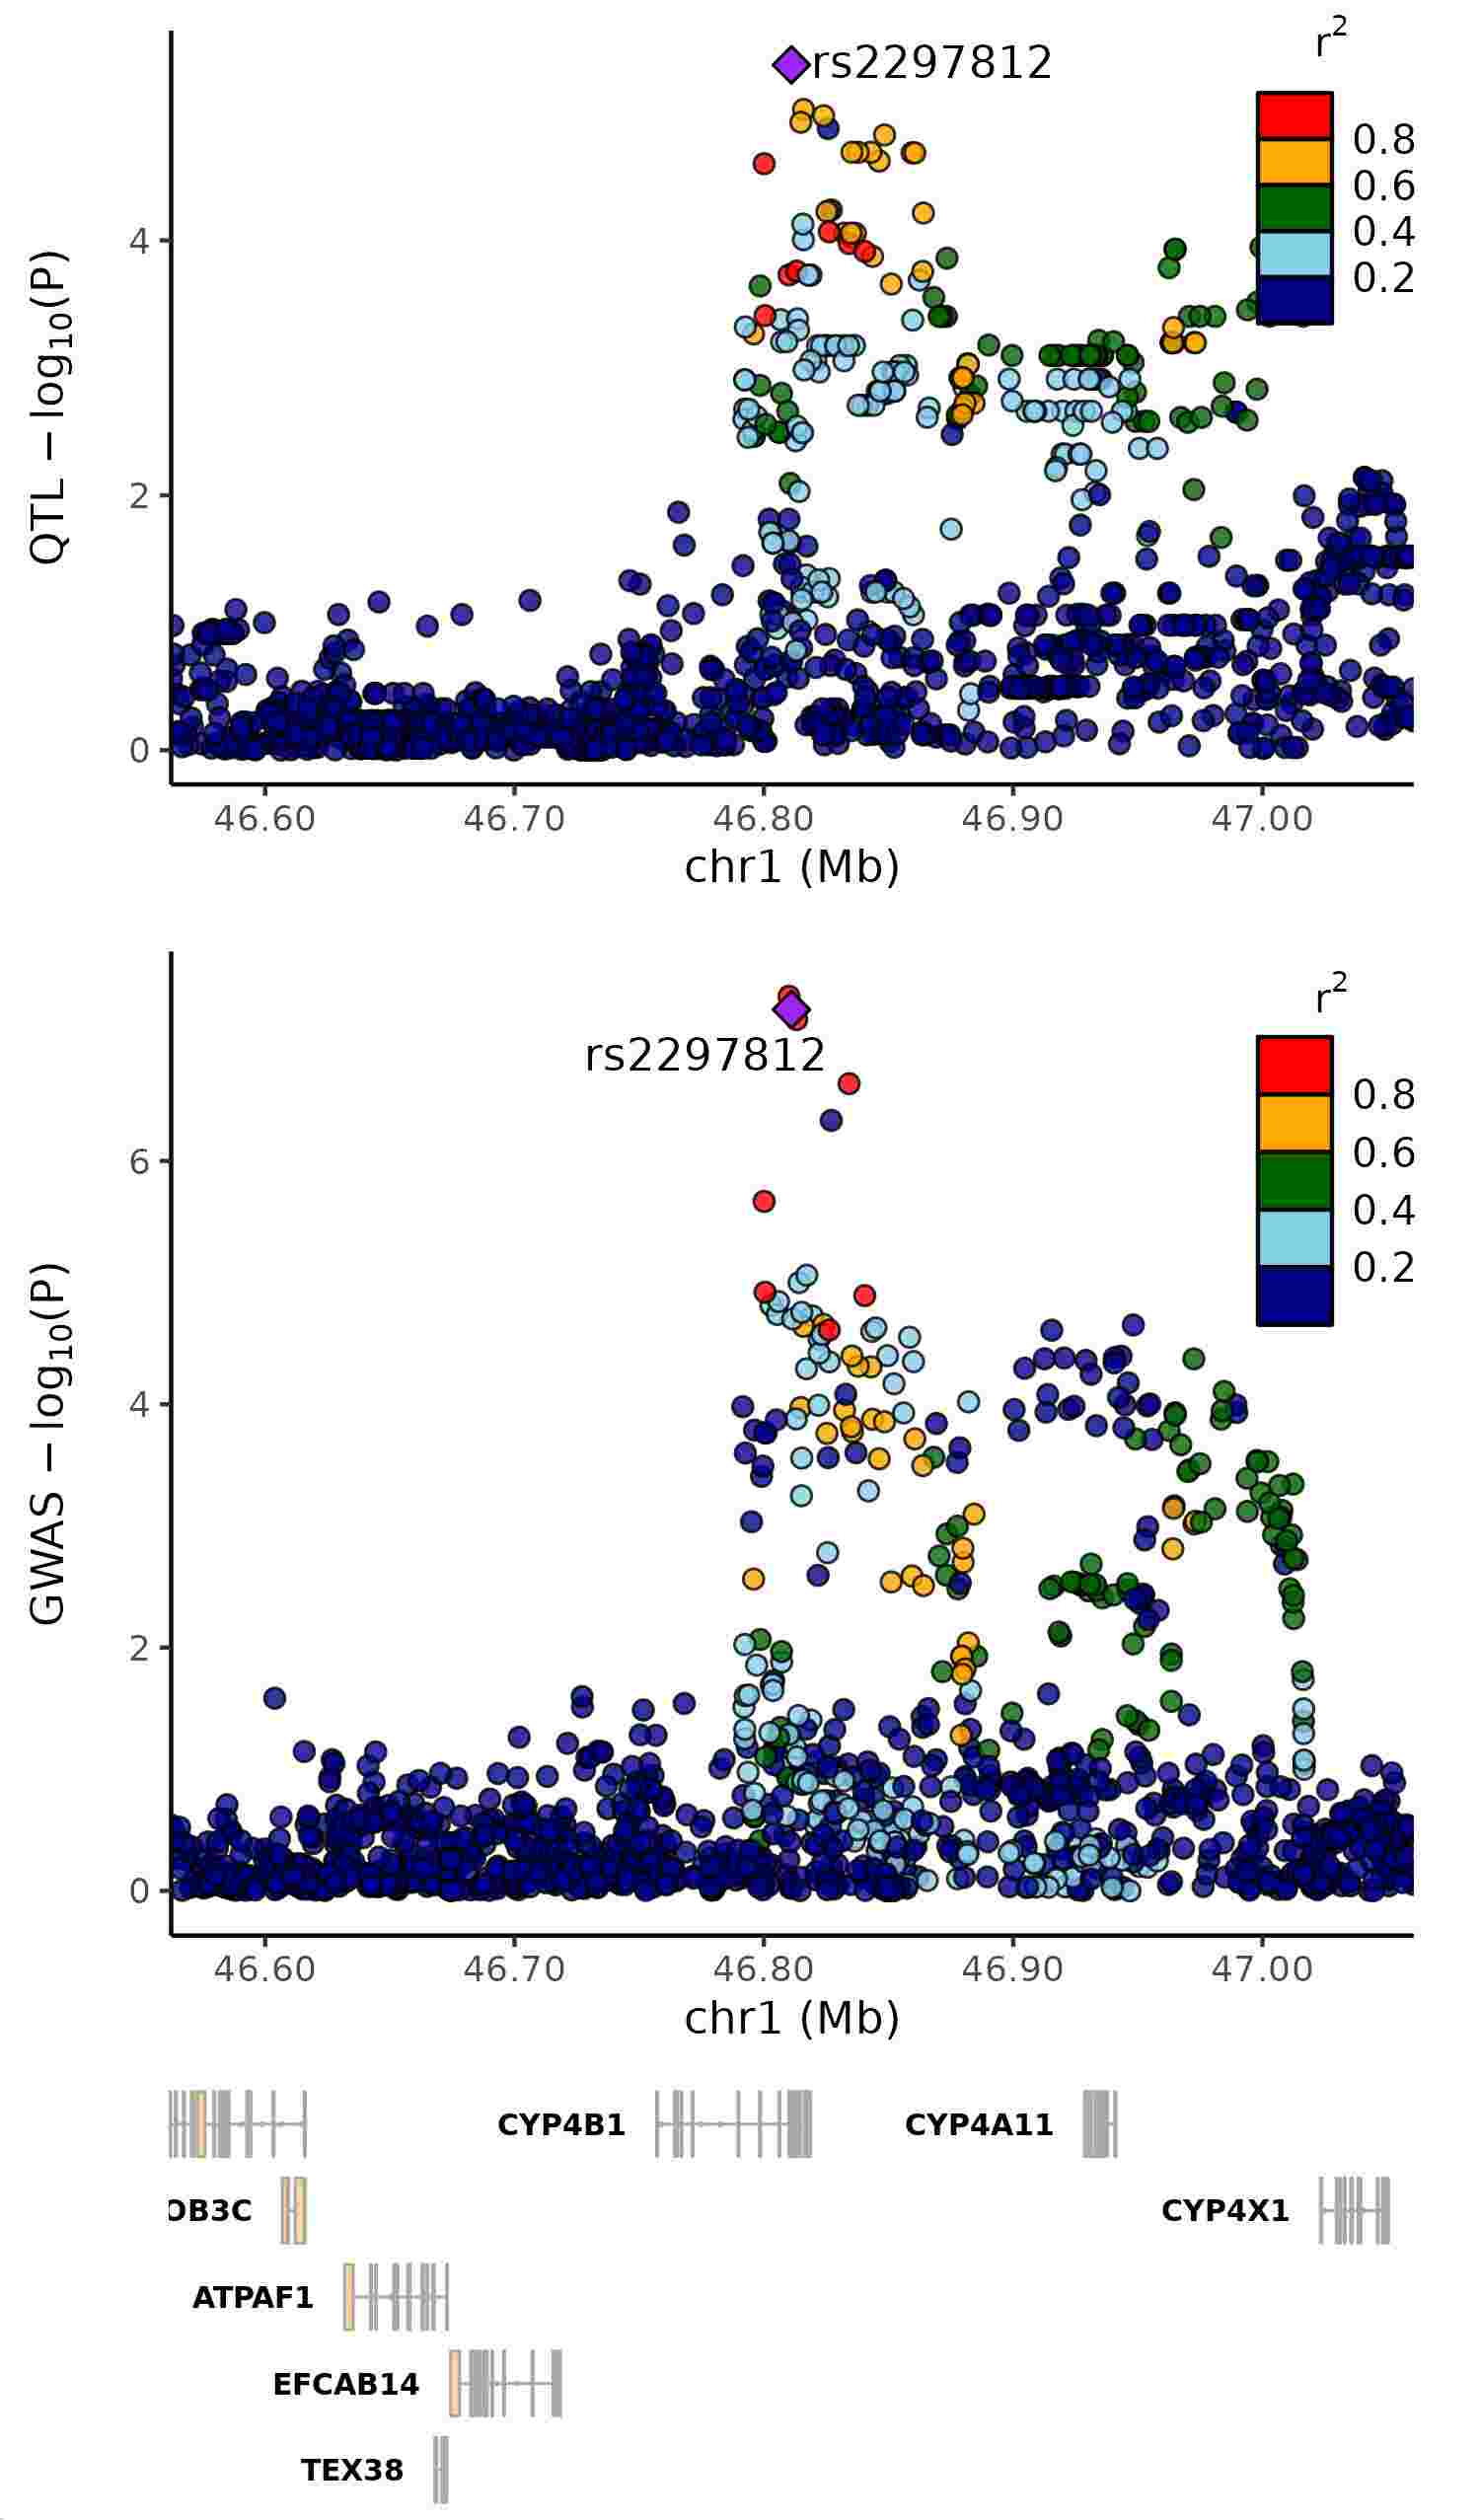 r2
rs2297812
0.8
0.6
0.4
0.2
QTL −log10(P)
4
2
0
46.60 46.70 46.80 46.90 47.00
chr1 (Mb)
r2
rs2297812
0.8
0.6
0.4
0.2
GWAS −log10(P)
6
4
2
0
46.60 46.70 46.80 46.90 47.00
chr1 (Mb)
CYP4B1 CYP4A11
OB3C CYP4X1
ATPAF1
EFCAB14
TEX38